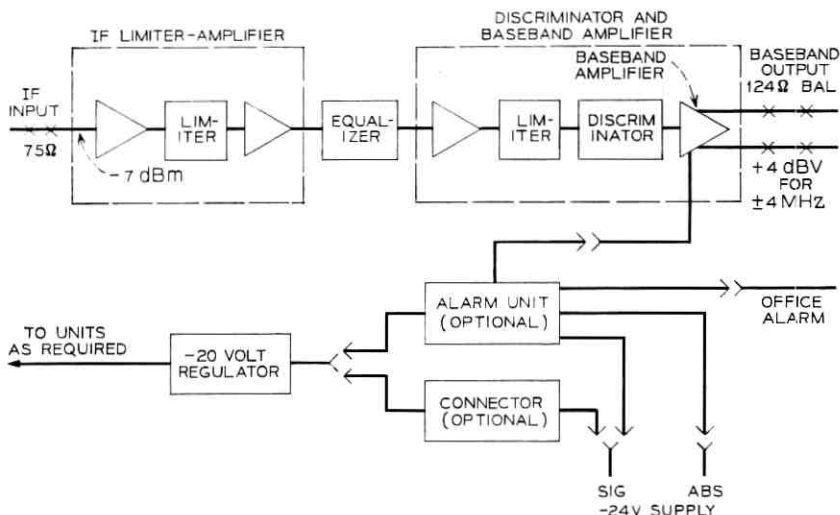 IF LIMITER-AMPLIFIER
DISCRIMINATOR AND
BASEBAND AMPLIFIER
BASEBAND
AMPLIFIER
BASEBAND
OUTPUT
124Ω BAL
IF
INPUT
75Ω
-7 dBm
LIM-
ITER
EQUAL-
IZER
LIM-
ITER
DISCRIM
INATOR
+4 dBV
FOR
±4 MHz
ALARM UNIT
(OPTIONAL)
OFFICE
ALARM
TO UNITS
AS REQUIRED
-20 VOLT
REGULATOR
CONNECTOR
(OPTIONAL)
SIG
ABS
-24V SUPPLY